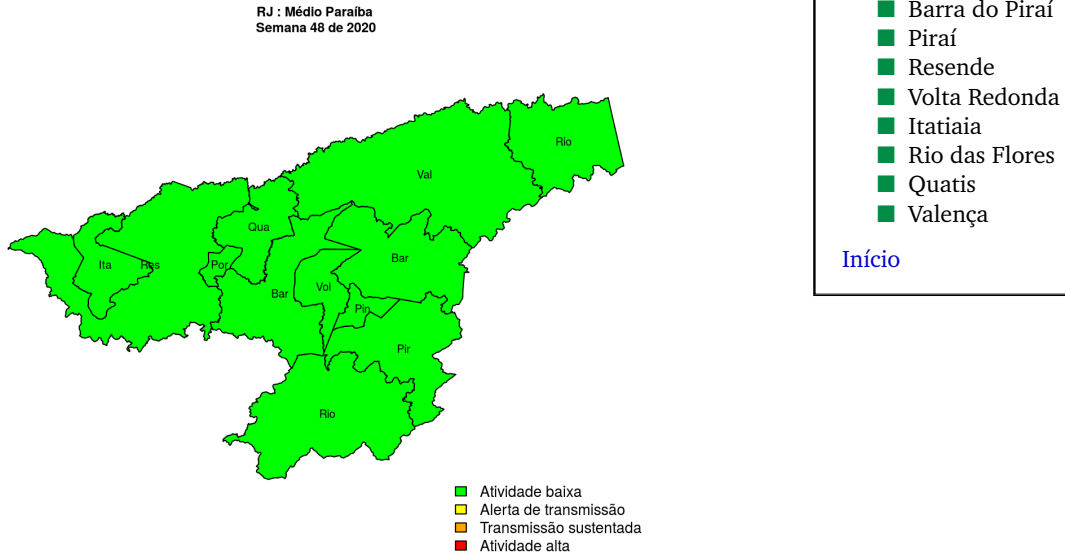 RJ : Médio Paraíba
Semana 48 de 2020
Rio
Val
Qua
Ita
Res
Por
Bar
Bar
Vol
Pin
Pir
Rio
Atividade baixa
Alerta de transmissão
Transmissão sustentada
Atividade alta
Barra do Piraí
Piraí
Resende
Volta Redonda
Itatiaia
Rio das Flores
Quatis
Valença
Início